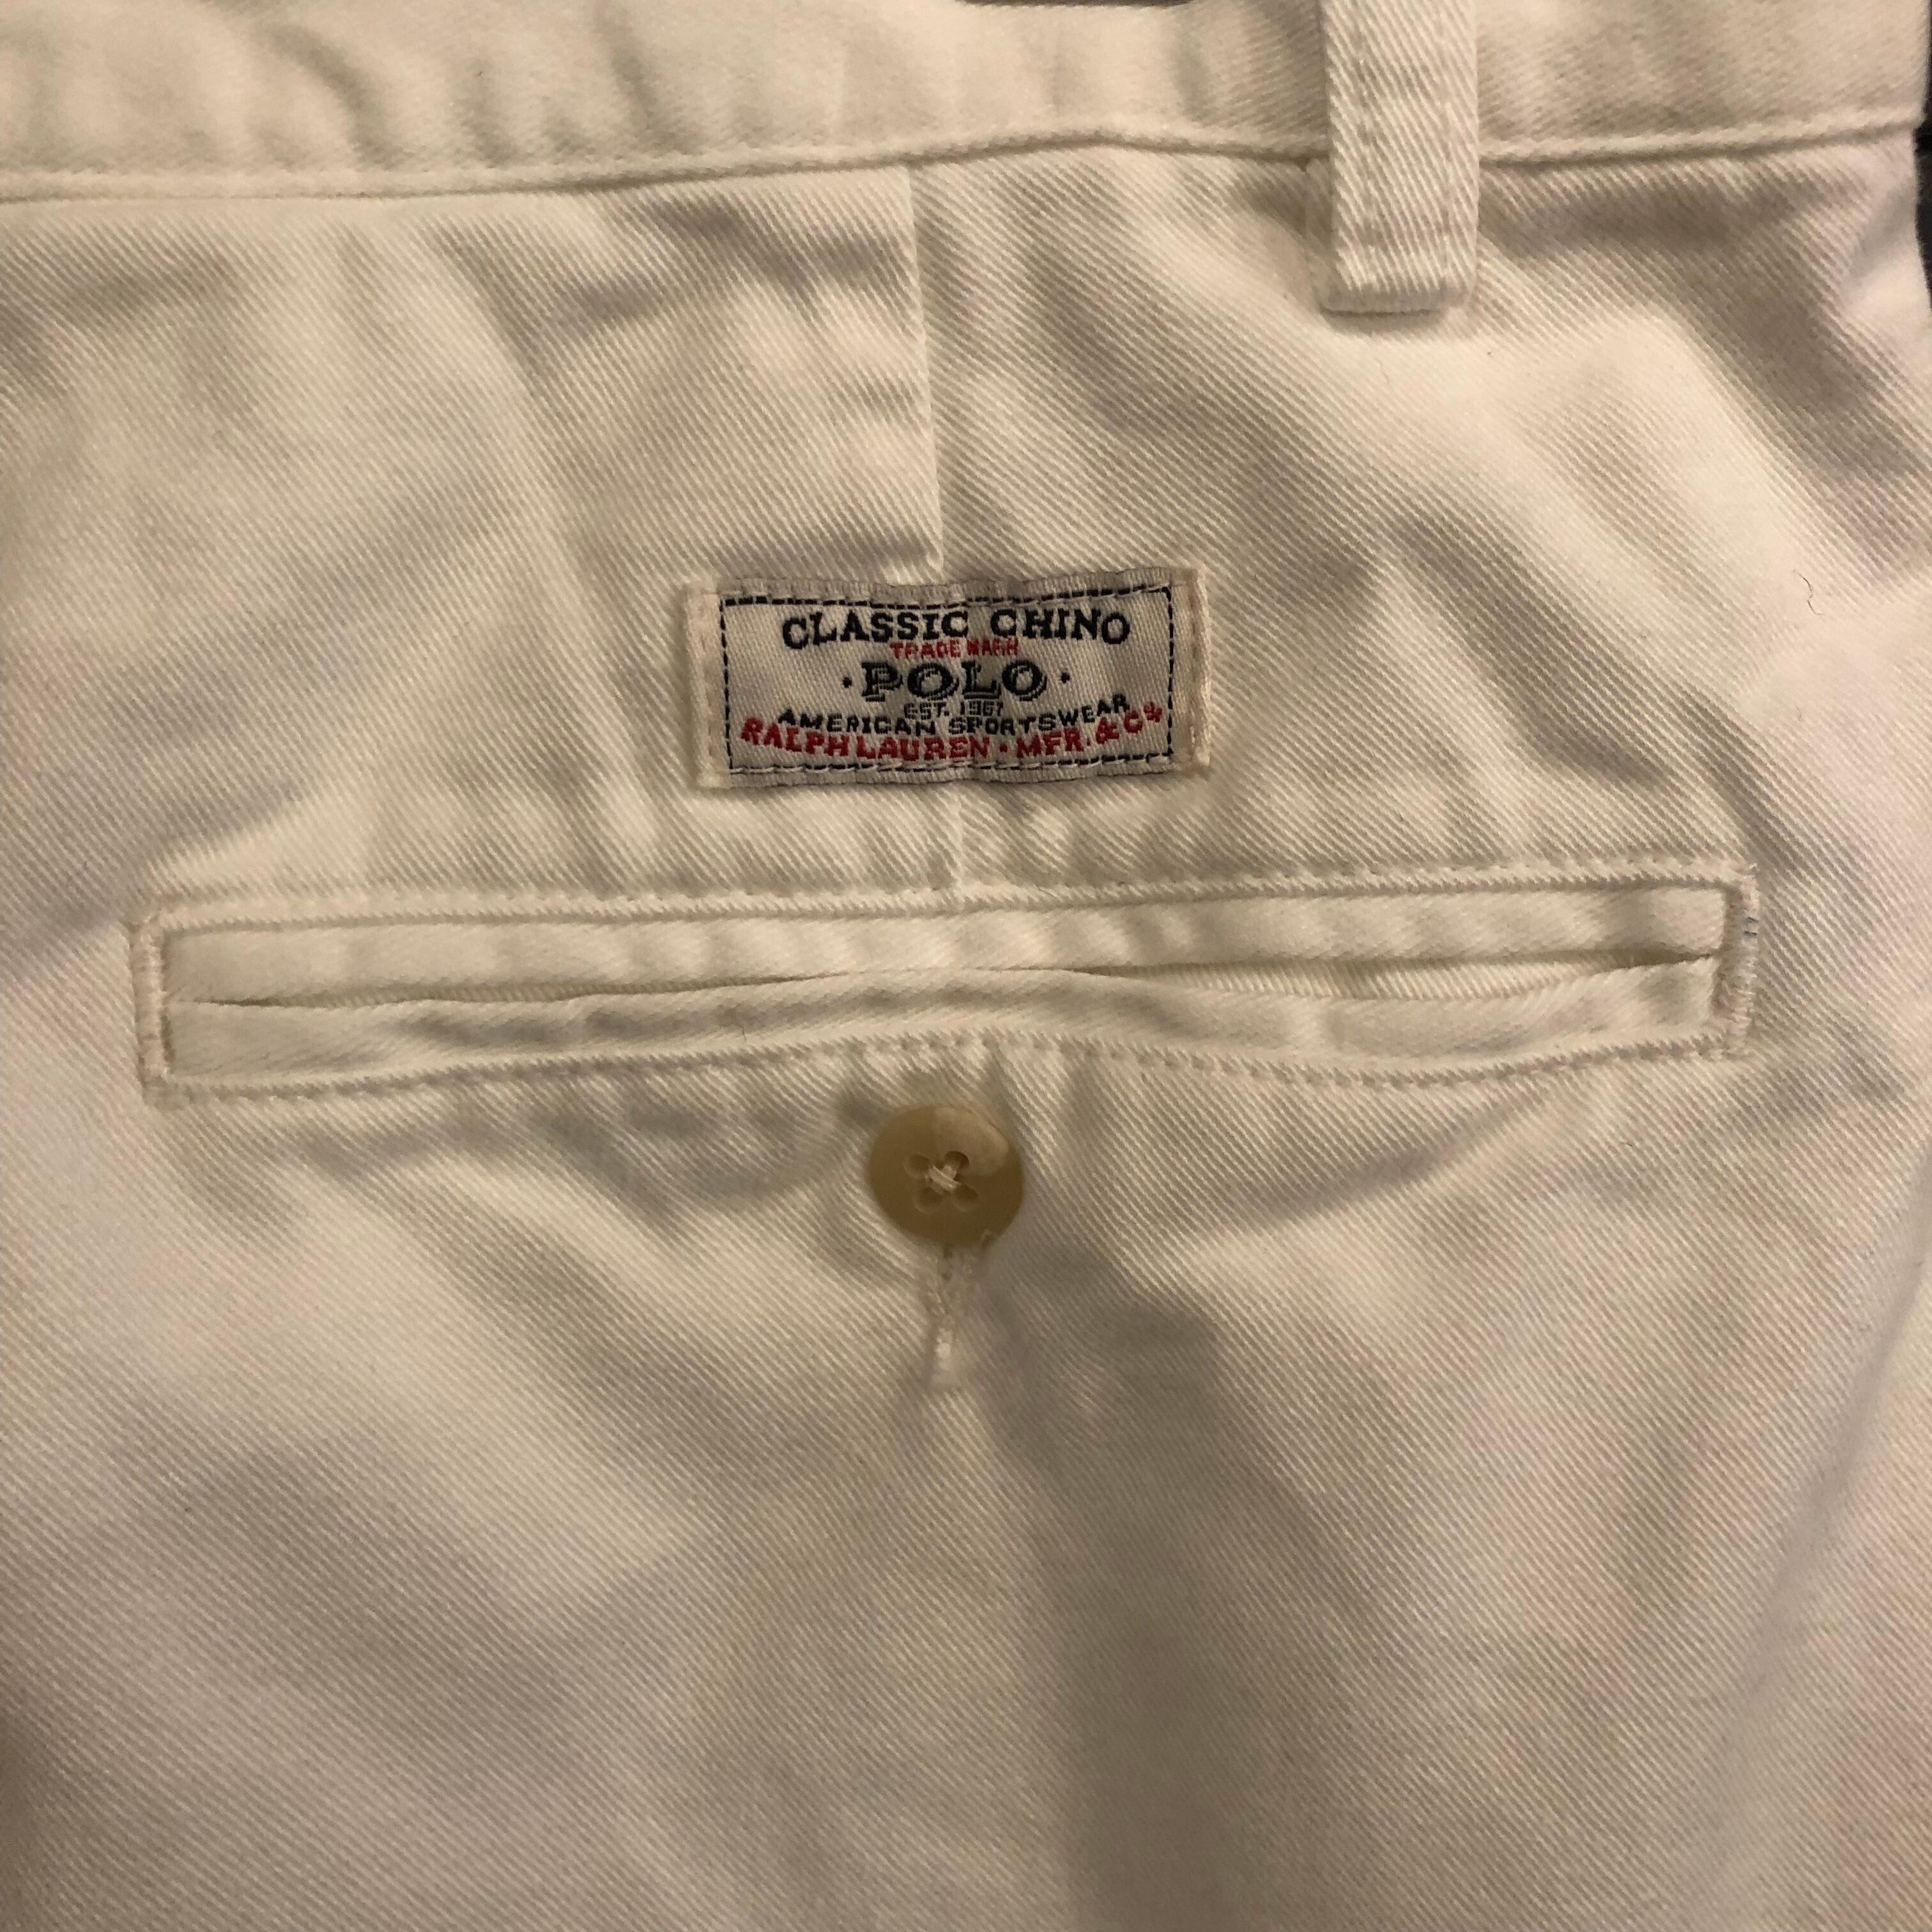 CLASSIC CHINO
TRADE MARK
· POLO ·
EST. 1967
AMERICAN SPORTSWEAR
RALPH LAUREN · MFR. & Co